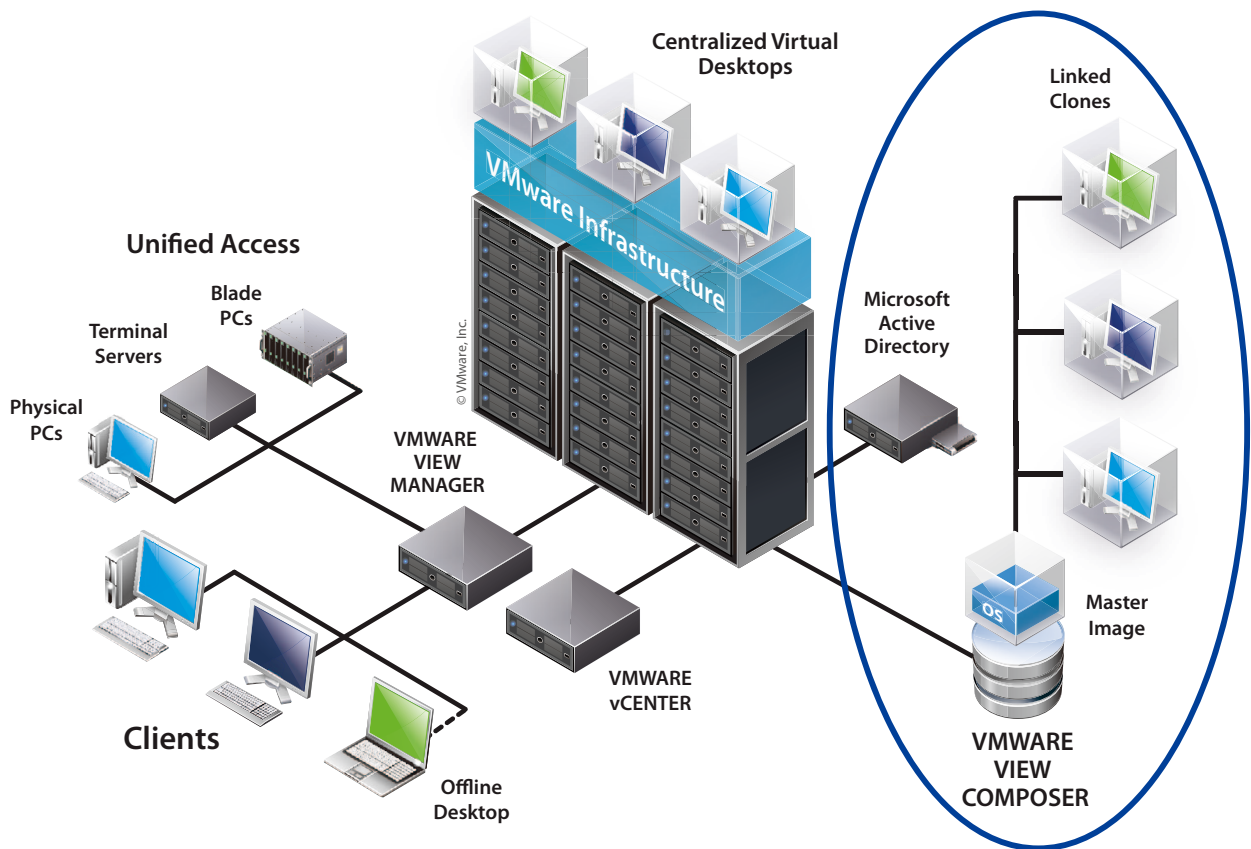 Centralized Virtual
Desktops
Linked
Clones
VMware Infrastructure
Unified Access
Blade
PCs
Terminal
Servers
Physical
PCs
© VMware, Inc.
Microsoft
Active
Directory
VMWARE
VIEW
MANAGER
OS
Master
Image
VMWARE
vCENTER
Clients
Offline
Desktop
VMWARE
VIEW
COMPOSER